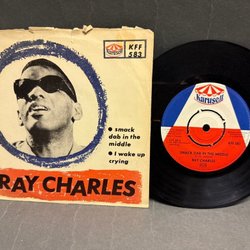 KFF
583
• smack
dab in the
middle
• I wake up
crying
RAY CHARLES
Karusell
SMACK DAB IN THE MIDDLE
RAY CHARLES